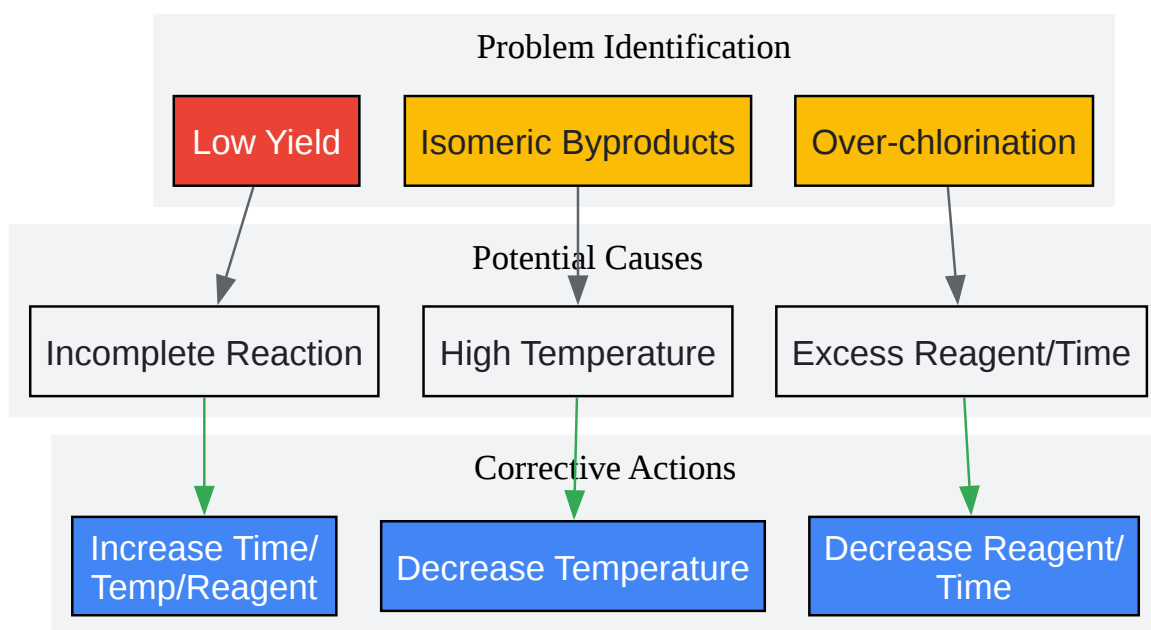 Problem Identification
Low Yield
Isomeric Byproducts
Over-chlorination
Potential Causes
Incomplete Reaction
High Temperature
Excess Reagent/Time
Corrective Actions
Increase Time/
Temp/Reagent
Decrease Temperature
Decrease Reagent/
Time